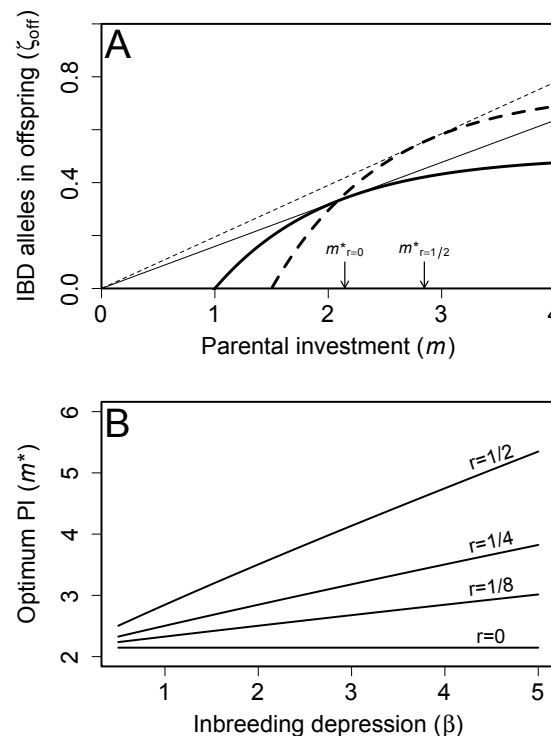 A
IBD alleles in offspring (ζoff)
0.8
0.4
0.0
m*r=0
m*r=1/2
0 1 2 3 4
Parental investment (m)
B
Optimum PI (m*)
6
5
4
3
2
r=1/2
r=1/4
r=1/8
r=0
1 2 3 4 5
Inbreeding depression (β)